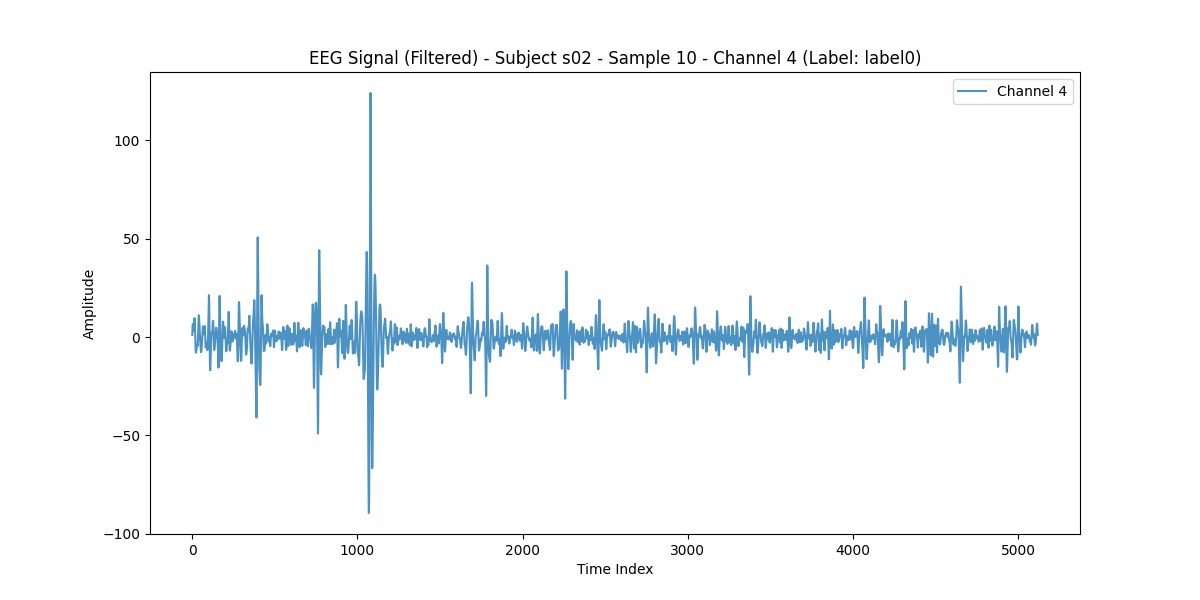 EEG Signal (Filtered) - Subject s02 - Sample 10 - Channel 4 (Label: label0)
Channel 4
Amplitude
100
50
0
−50
−100
0 1000 2000 3000 4000 5000
Time Index